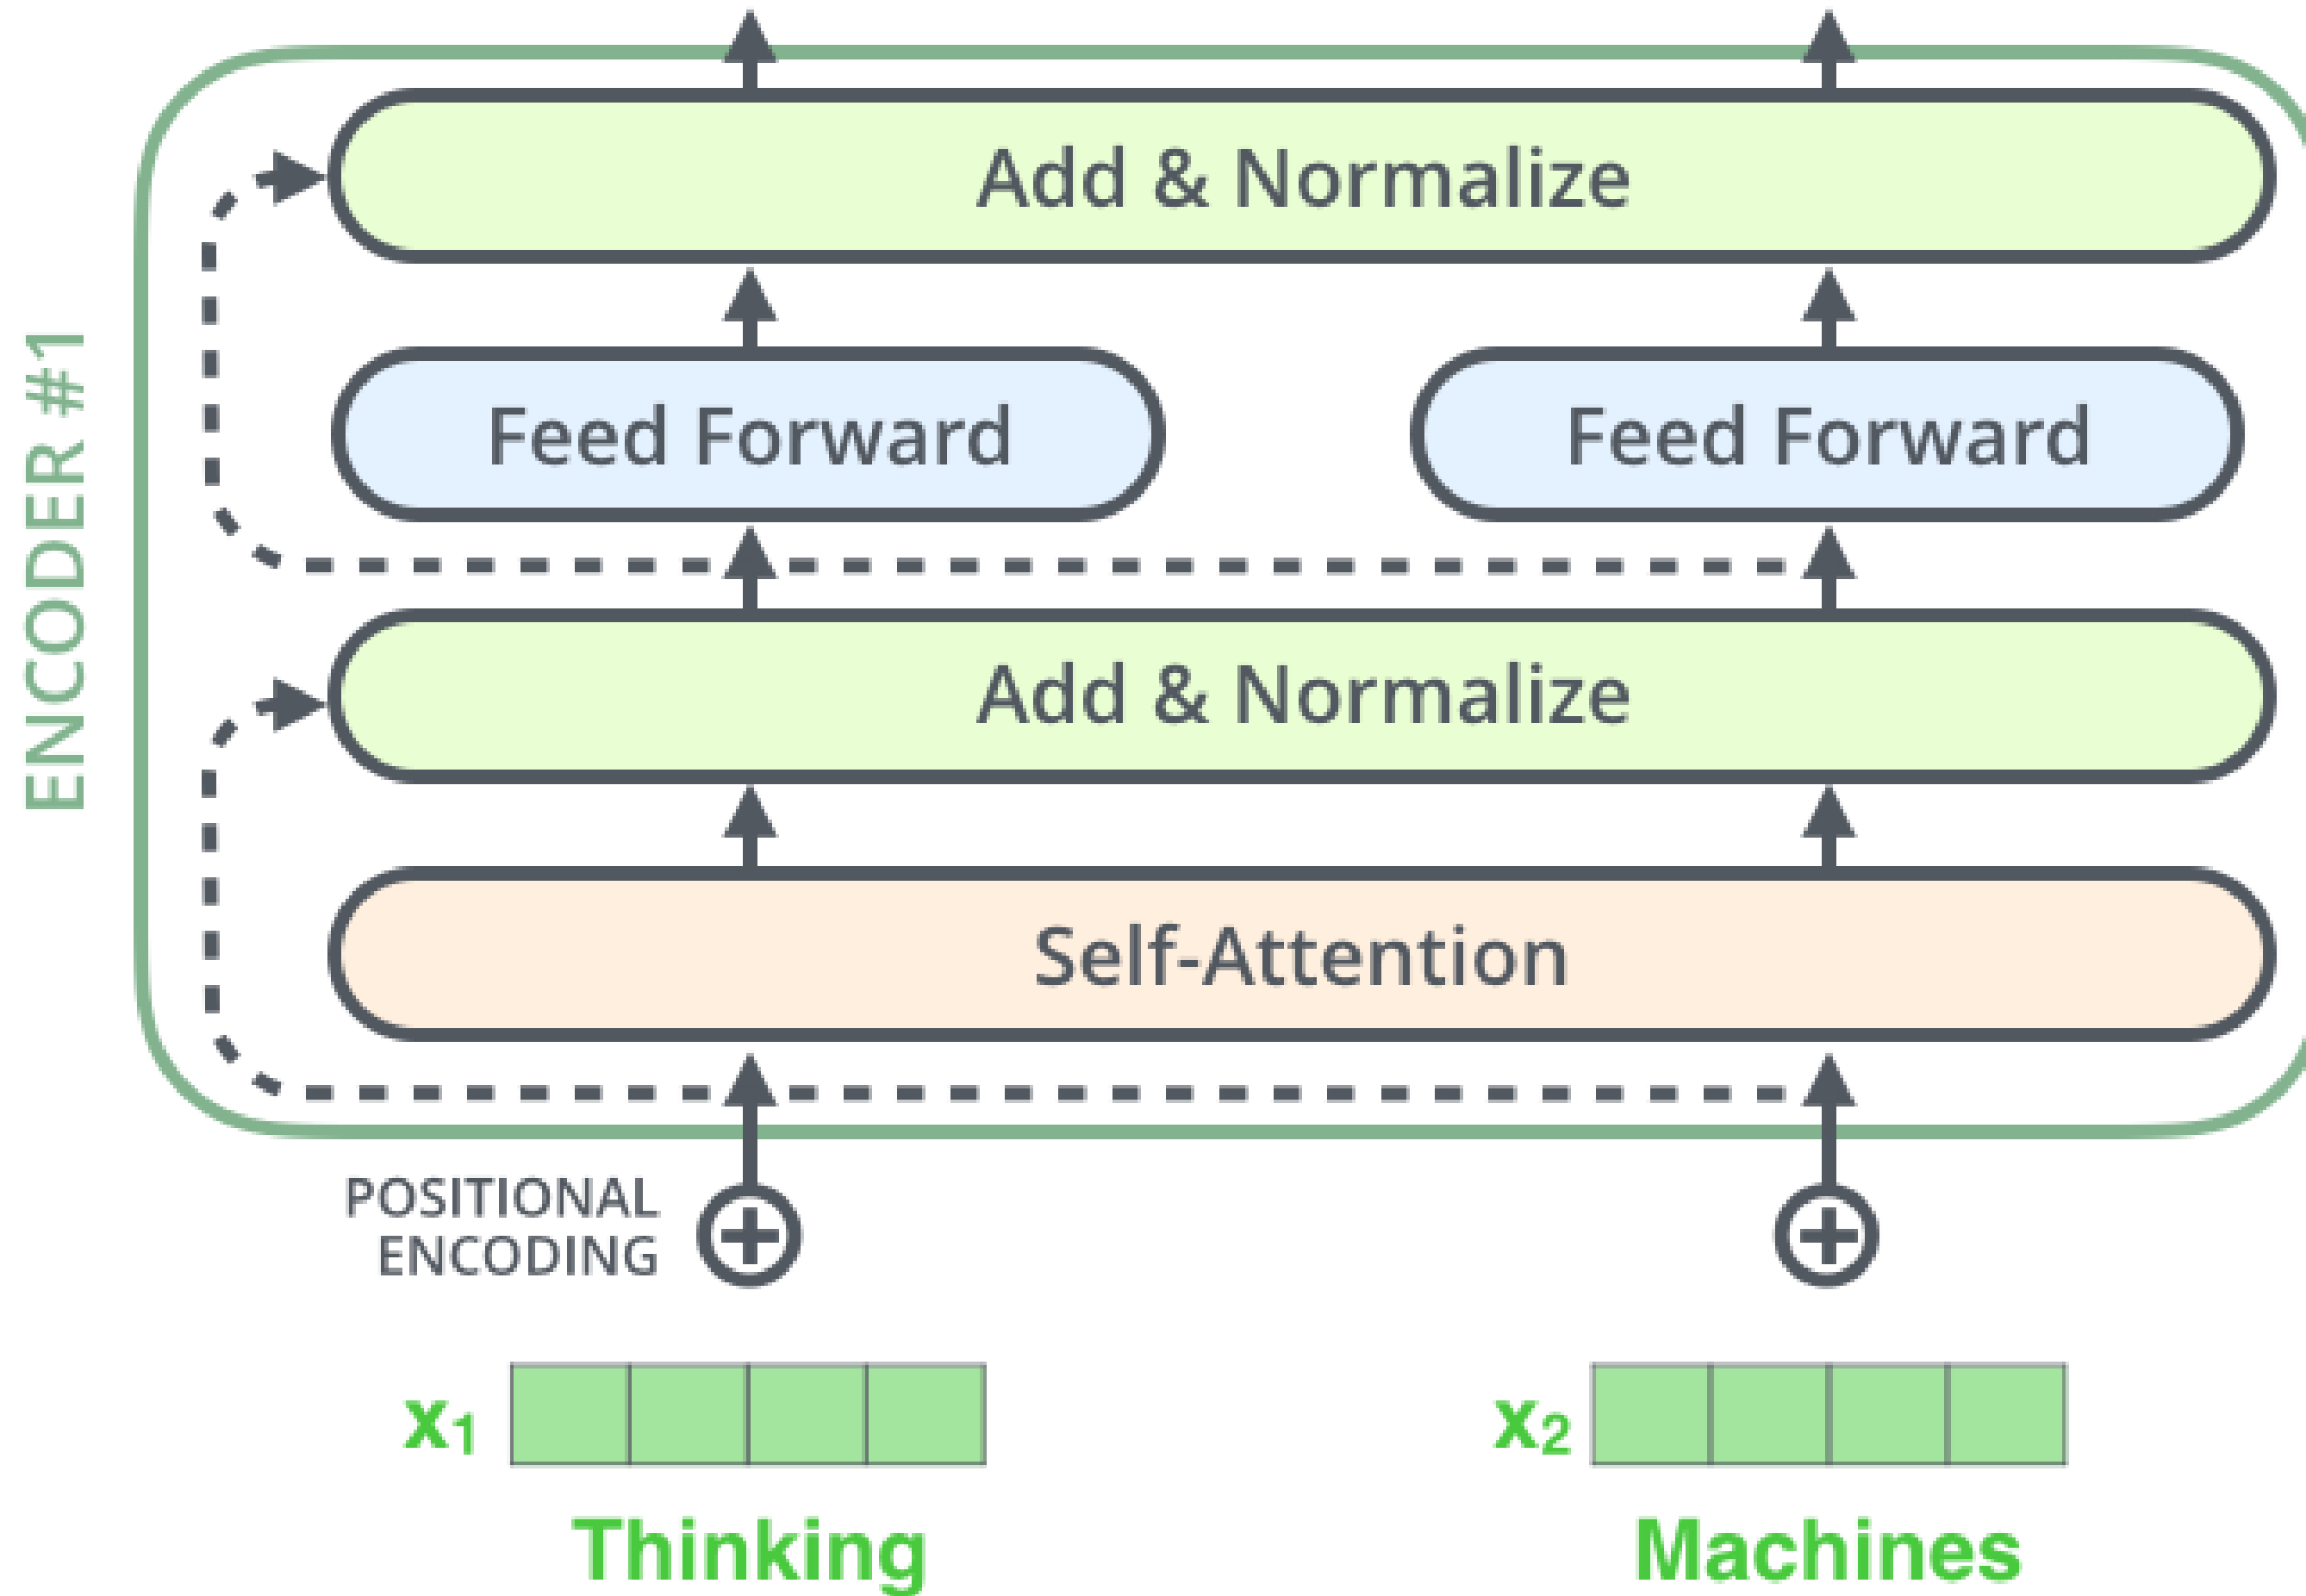 ENCODER #1
Add & Normalize
Feed Forward
Feed Forward
Add & Normalize
Self-Attention
POSITIONAL
ENCODING
x₁
x₂
Thinking
Machines